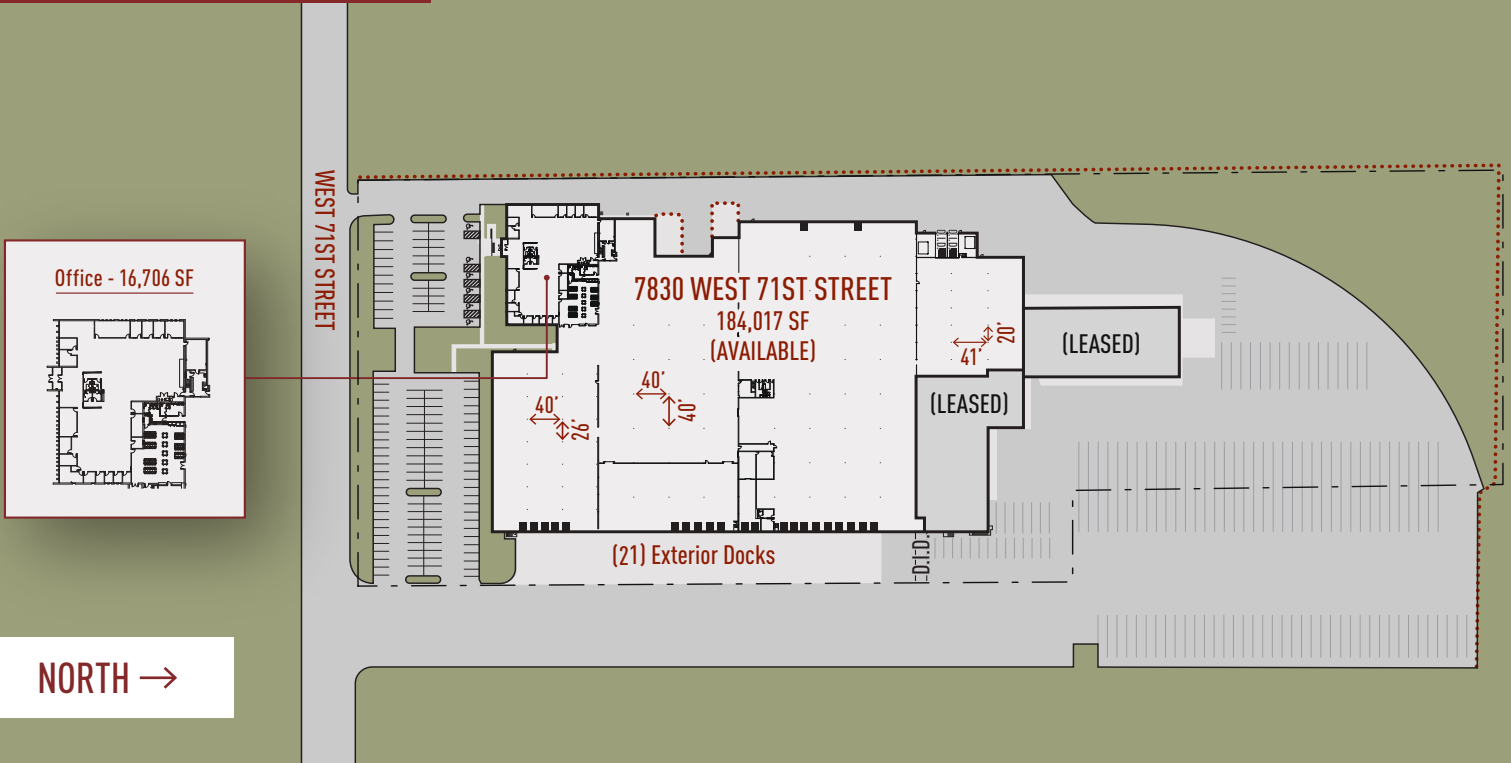 WEST 71ST STREET
Office - 16,706 SF
7830 WEST 71ST STREET
184,017 SF
(AVAILABLE)
20'
41'
(LEASED)
(LEASED)
40'
40'
40'
26'
(21) Exterior Docks
D.I.D.
NORTH →